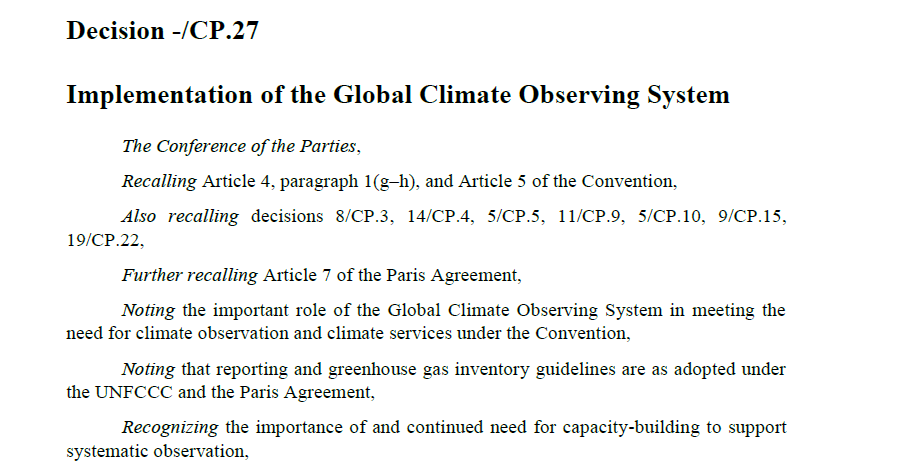 Decision -/CP.27
Implementation of the Global Climate Observing System
The Conference of the Parties,
Recalling Article 4, paragraph 1(g–h), and Article 5 of the Convention,
Also recalling decisions 8/CP.3, 14/CP.4, 5/CP.5, 11/CP.9, 5/CP.10, 9/CP.15,
19/CP.22,
Further recalling Article 7 of the Paris Agreement,
Noting the important role of the Global Climate Observing System in meeting the
need for climate observation and climate services under the Convention,
Noting that reporting and greenhouse gas inventory guidelines are as adopted under
the UNFCCC and the Paris Agreement,
Recognizing the importance of and continued need for capacity-building to support
systematic observation,